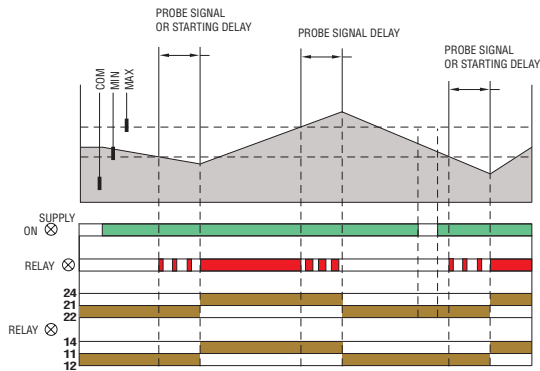 PROBE SIGNAL
OR STARTING DELAY
PROBE SIGNAL DELAY
PROBE SIGNAL
OR STARTING DELAY
COM
MIN
MAX
SUPPLY
ON
RELAY
24
21
22
RELAY
14
11
12